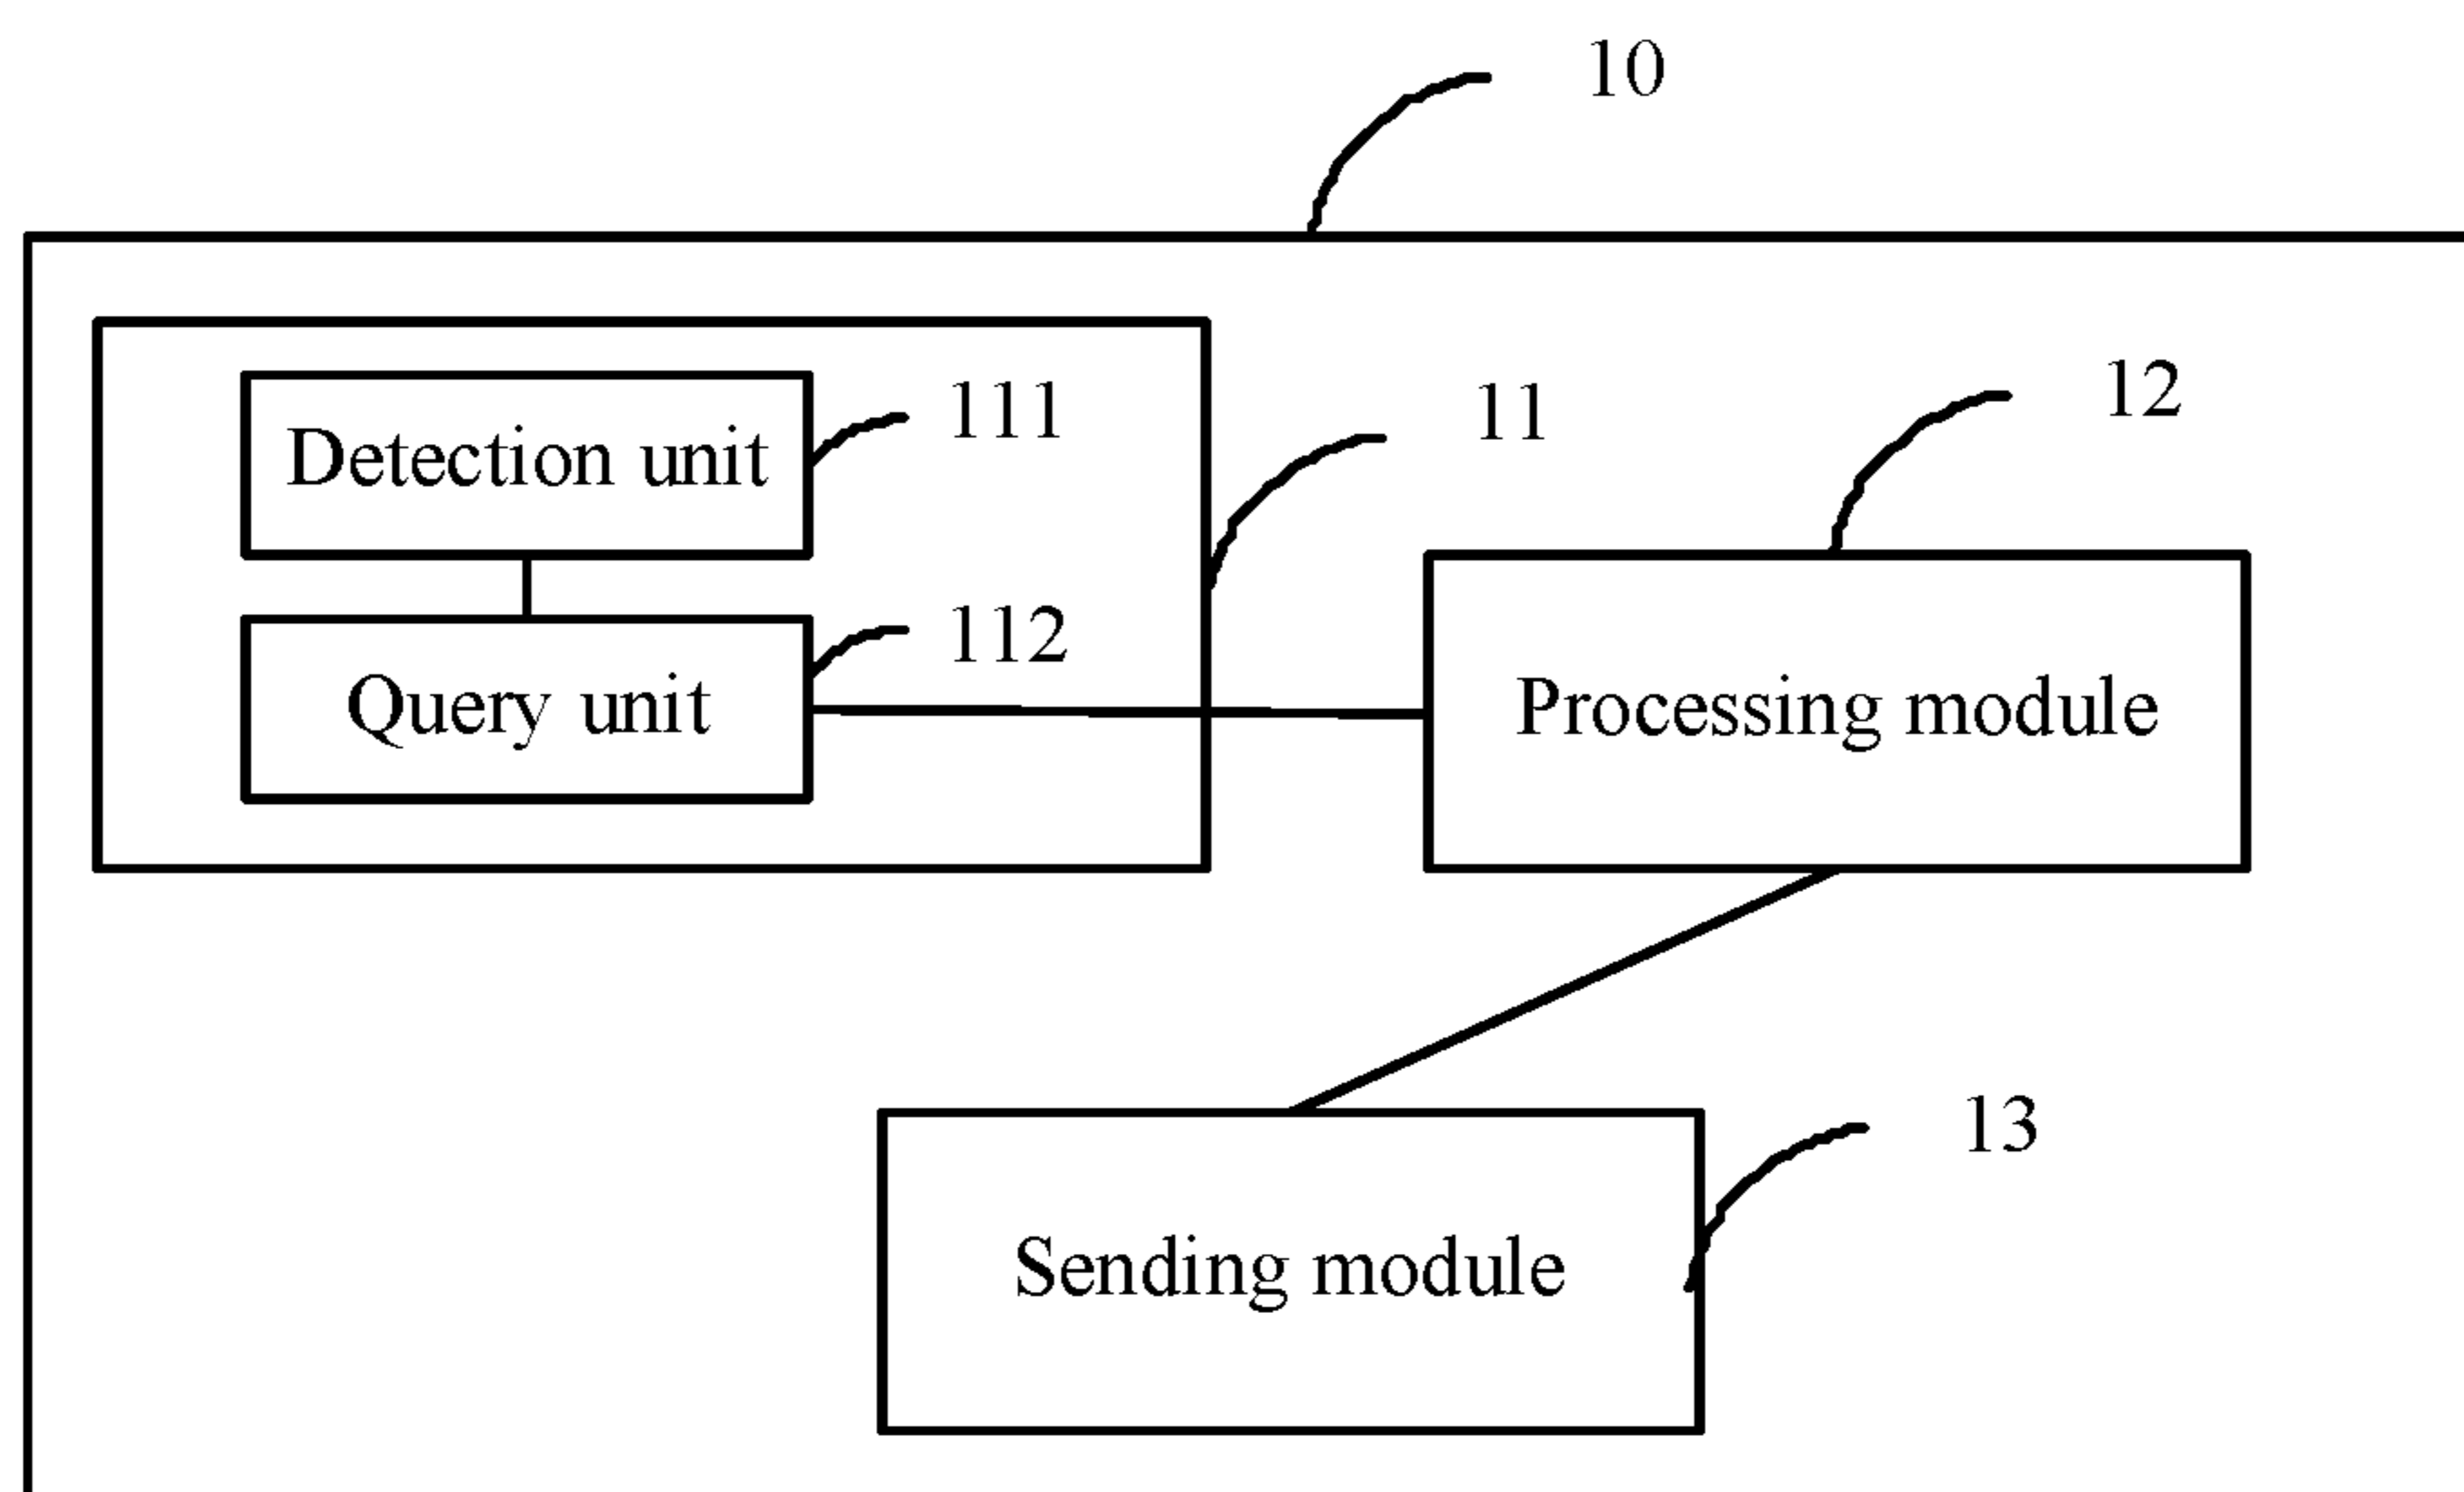 10
111
11
12
Detection unit
112
Query unit
Processing module
13
Sending module